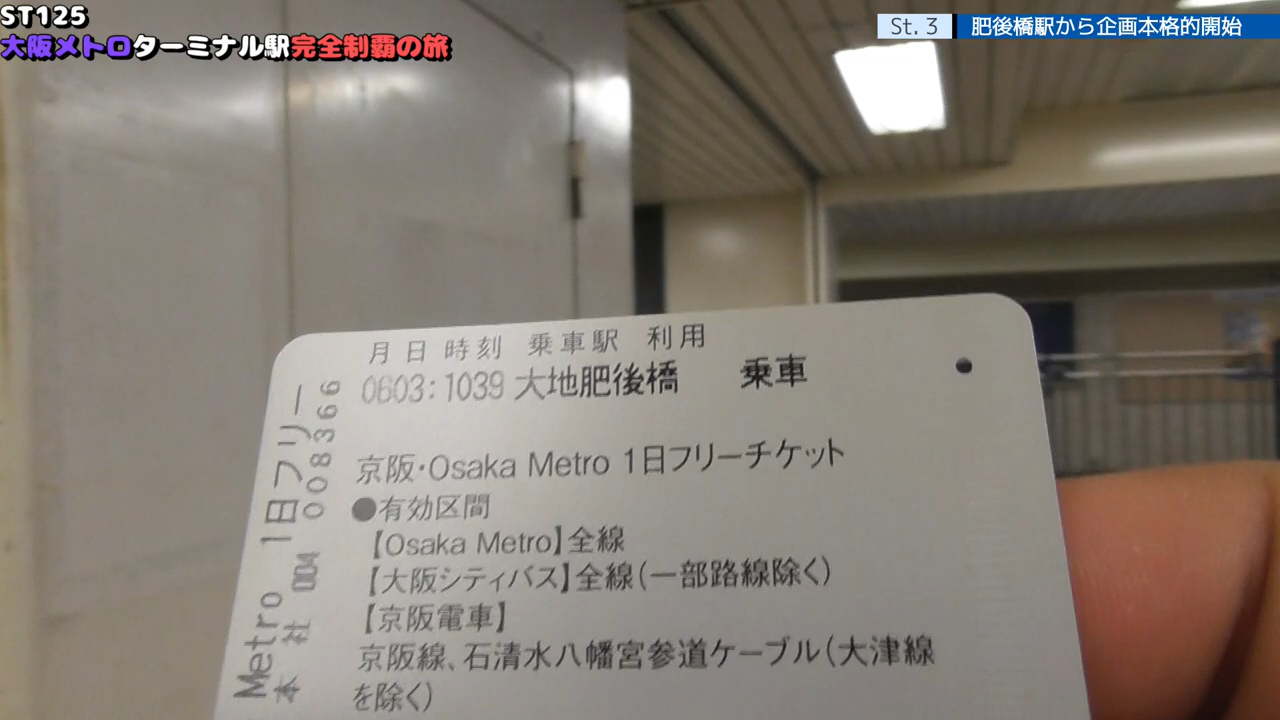 ST125
大阪メトロターミナル駅完全制覇の旅
St. 3
肥後橋駅から企画本格的開始
月日時刻 乗車駅 利用
0603:1039 大地肥後橋 乗車
京阪・Osaka Metro 1日フリーチケット
●有効区間
【Osaka Metro】全線
【大阪シティバス】全線(一部路線除く)
【京阪電車】
京阪線、石清水八幡宮参道ケーブル(大津線
を除く)
Metro 1日フリー
本社 004 008366